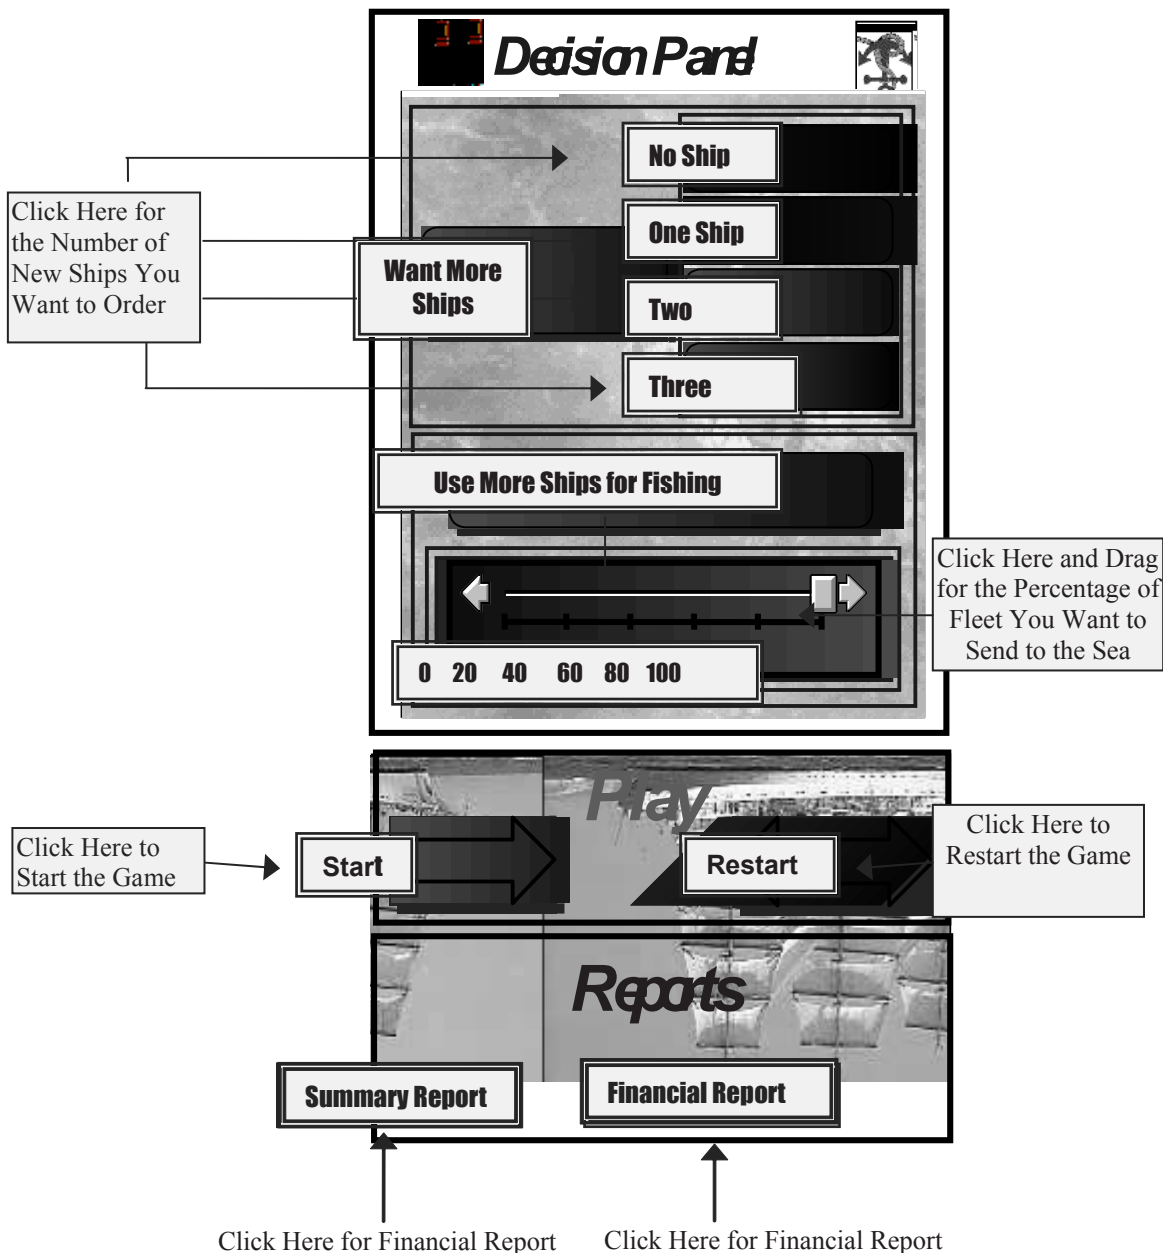 Decision Panel
No Ship
Click Here for
the Number of
New Ships You
Want to Order
One Ship
Want More
Ships
Two
Three
Use More Ships for Fishing
Click Here and Drag
for the Percentage of
Fleet You Want to
Send to the Sea
0 20 40 60 80 100
Play
Click Here to
Start the Game
Start
Restart
Click Here to
Restart the Game
Reports
Summary Report
Financial Report
Click Here for Financial Report
Click Here for Financial Report